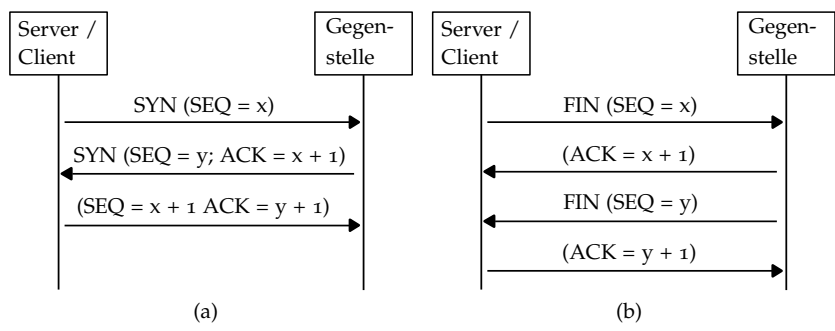 Server /
Client
Gegen-
stelle
SYN (SEQ = x)
SYN (SEQ = y; ACK = x + 1)
(SEQ = x + 1 ACK = y + 1)
(a)
Server /
Client
Gegen-
stelle
FIN (SEQ = x)
(ACK = x + 1)
FIN (SEQ = y)
(ACK = y + 1)
(b)